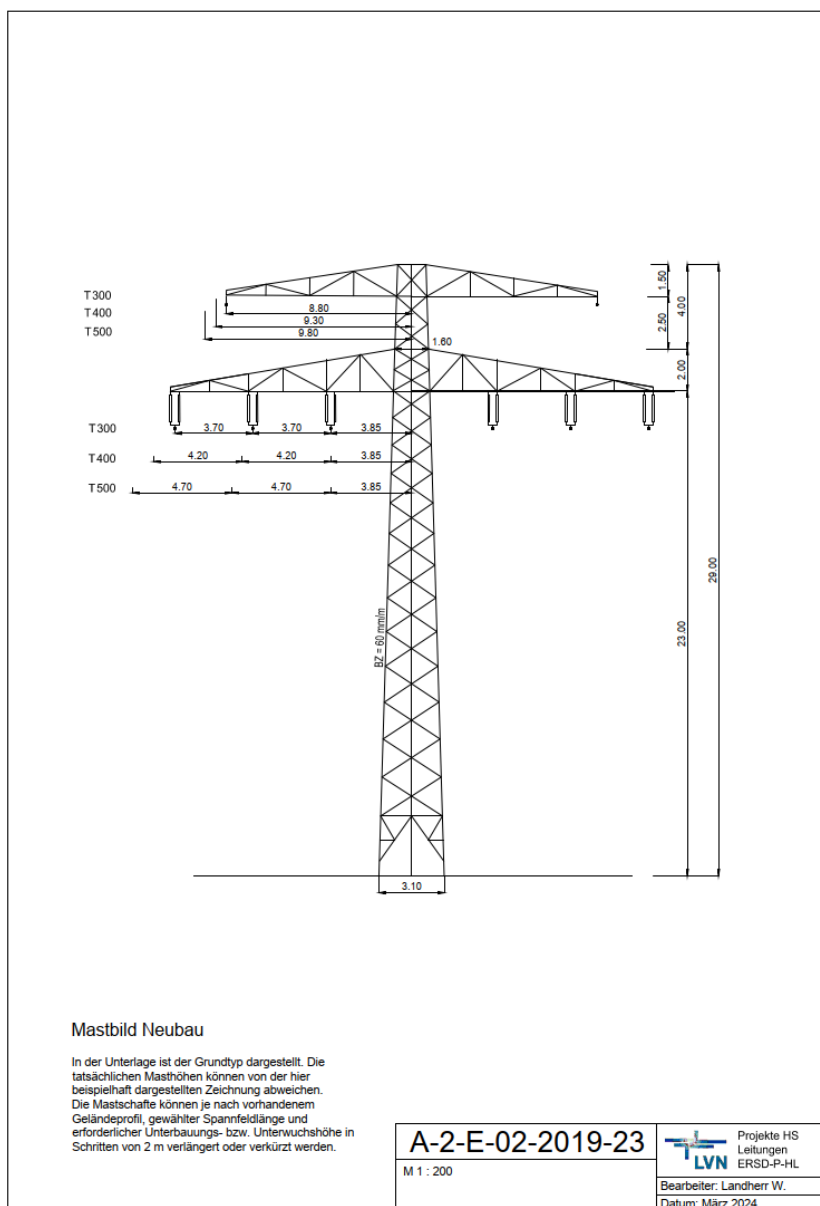 1.50
4.00
T300
8.80
T400
9.30
2.50
T500
9.80
1.60
2.00
T300
3.70 3.70 3.85
T400
4.20 4.20 3.85
T500
4.70 4.70 3.85
29.00
23.00
BZ = 60 mm/m
3.10
Mastbild Neubau
In der Unterlage ist der Grundtyp dargestellt. Die
tatsächlichen Masthöhen können von der hier
beispielhaft dargestellten Zeichnung abweichen.
Die Mastschafte können je nach vorhandenem
Geländeprofil, gewählter Spannfeldlänge und
erforderlicher Unterbauungs- bzw. Unterwuchshöhe in
Schritten von 2 m verlängert oder verkürzt werden.
A-2-E-02-2019-23
M 1 : 200
LVN
Projekte HS
Leitungen
ERSD-P-HL
Bearbeiter: Landherr W.
Datum: März 2024